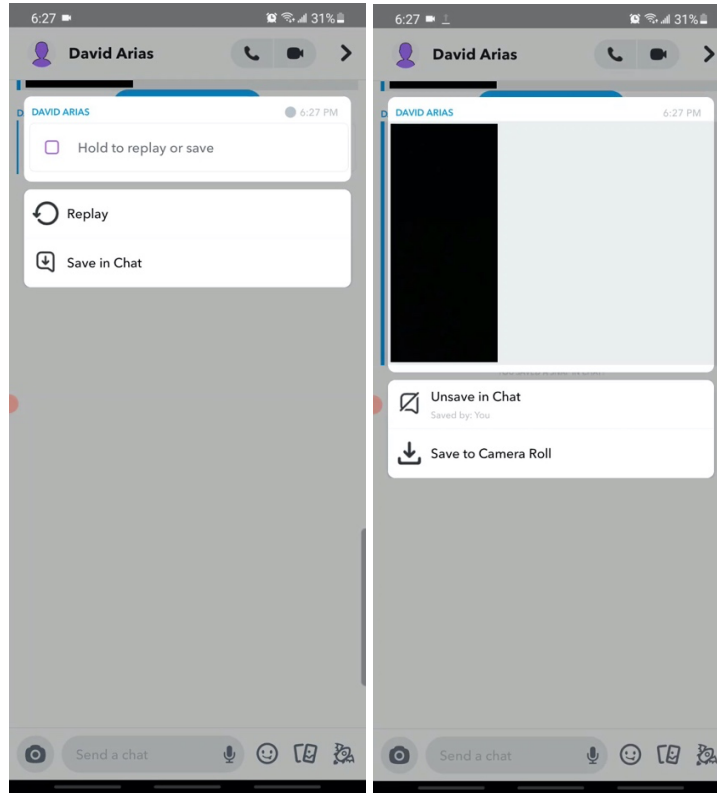 6:27
31%
David Arias
DAVID ARIAS
6:27 PM
Hold to replay or save
Replay
Save in Chat
Send a chat
6:27
31%
David Arias
DAVID ARIAS
6:27 PM
Unsave in Chat
Saved by: You
Save to Camera Roll
Send a chat